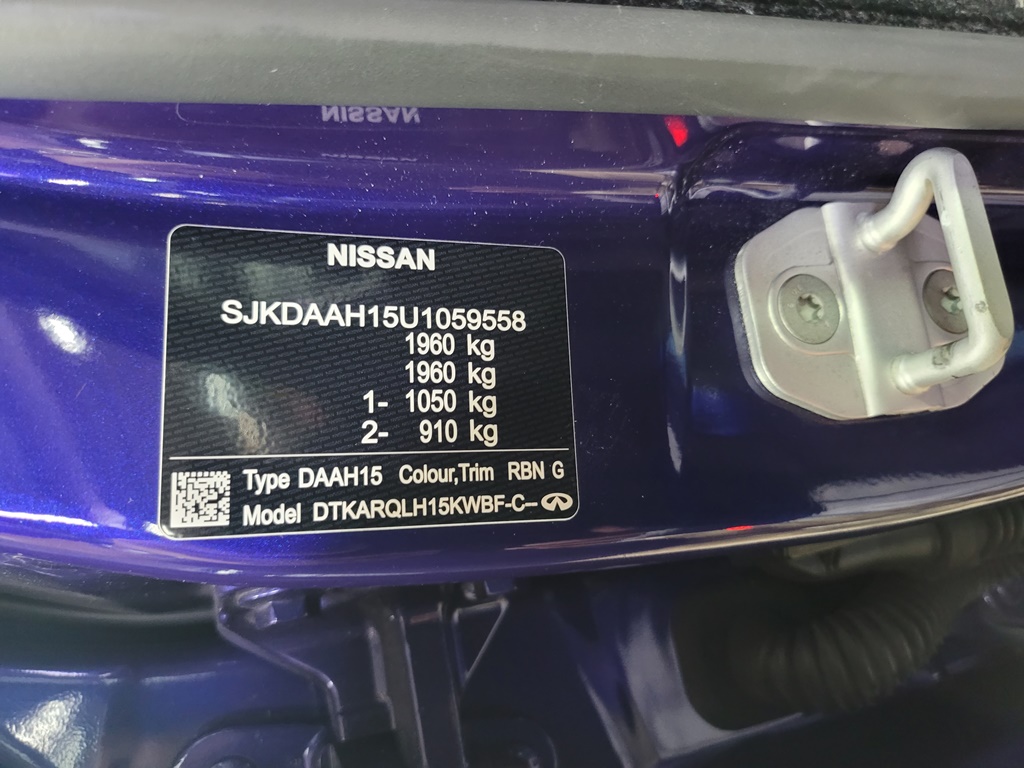 NISSAN
NISSAN
SJKDAAH15U1059558
1960 kg
1960 kg
1- 1050 kg
2- 910 kg
Type DAAH15 Colour,Trim RBN G
Model DTKARQLH15KWBF-C–